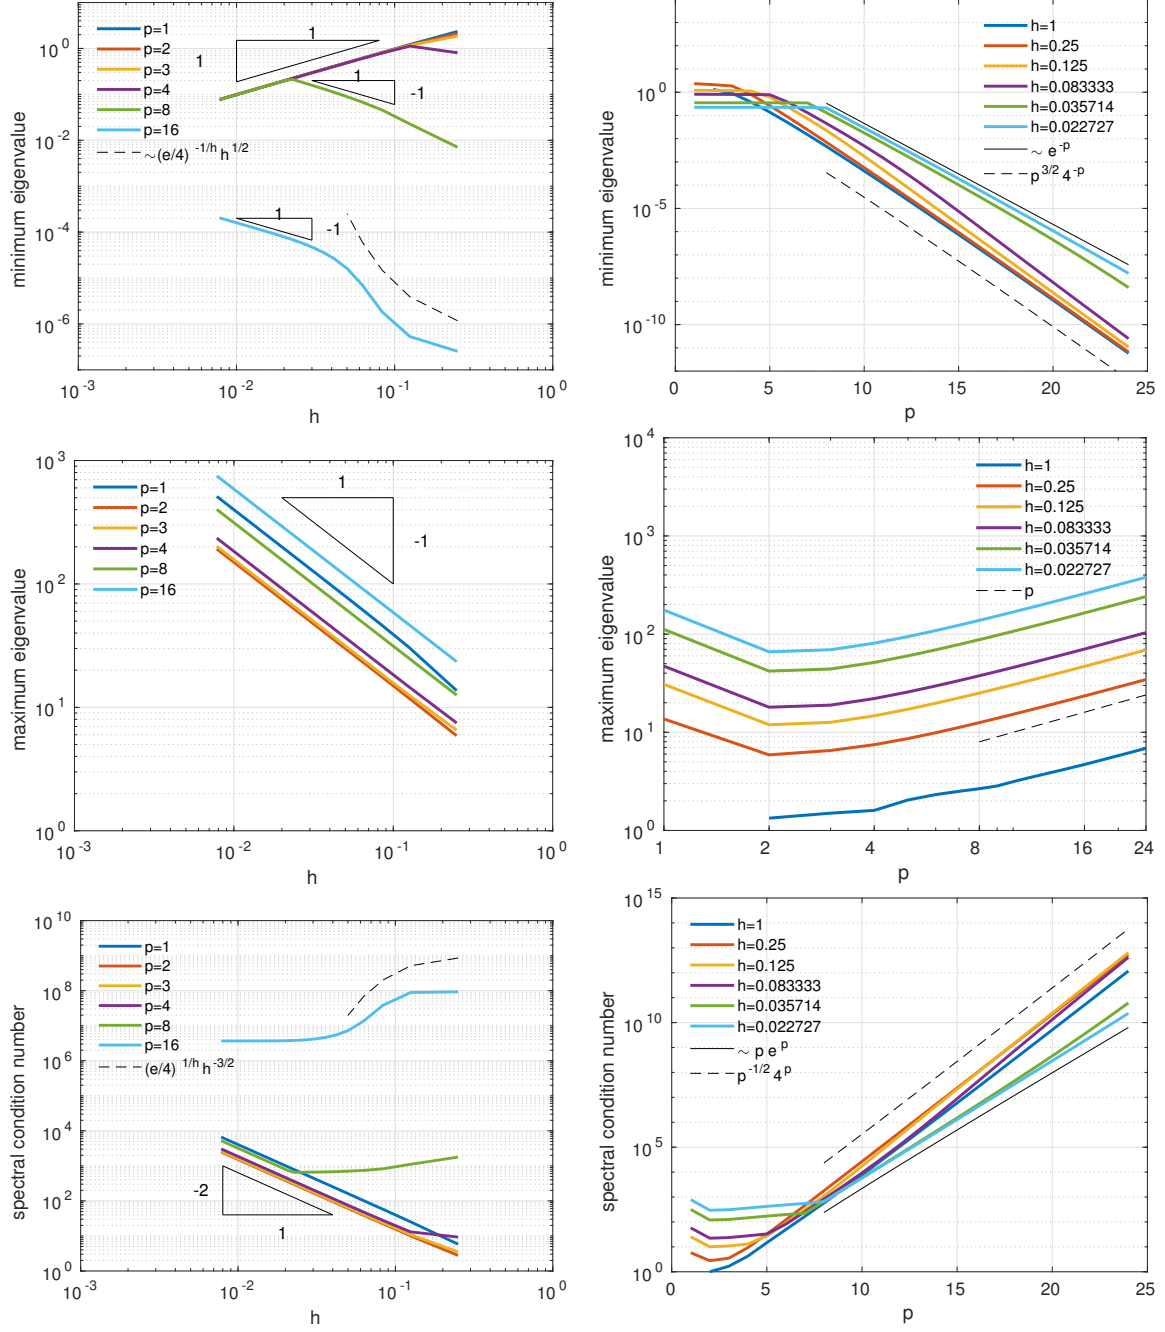 p=1
p=2
p=3
p=4
p=8
p=16
~(e/4)^{-1/h} h^{1/2}
1
1
1
-1
1
-1
10^0
10^{-2}
10^{-4}
10^{-6}
minimum eigenvalue
10^{-3}
10^{-2}
10^{-1}
10^0
h
h=1
h=0.25
h=0.125
h=0.083333
h=0.035714
h=0.022727
~ e^{-p}
p^{3/2} 4^{-p}
10^0
10^{-5}
10^{-10}
minimum eigenvalue
0
5
10
15
20
25
p
p=1
p=2
p=3
p=4
p=8
p=16
1
-1
10^3
10^2
10^1
10^0
maximum eigenvalue
10^{-3}
10^{-2}
10^{-1}
10^0
h
h=1
h=0.25
h=0.125
h=0.083333
h=0.035714
h=0.022727
p
10^4
10^3
10^2
10^1
10^0
maximum eigenvalue
1
2
4
8
16
24
p
p=1
p=2
p=3
p=4
p=8
p=16
(e/4)^{1/h} h^{-3/2}
-2
1
10^{10}
10^8
10^6
10^4
10^2
10^0
spectral condition number
10^{-3}
10^{-2}
10^{-1}
10^0
h
h=1
h=0.25
h=0.125
h=0.083333
h=0.035714
h=0.022727
~ p e^p
p^{-1/2} 4^p
10^{15}
10^{10}
10^5
10^0
spectral condition number
0
5
10
15
20
25
p